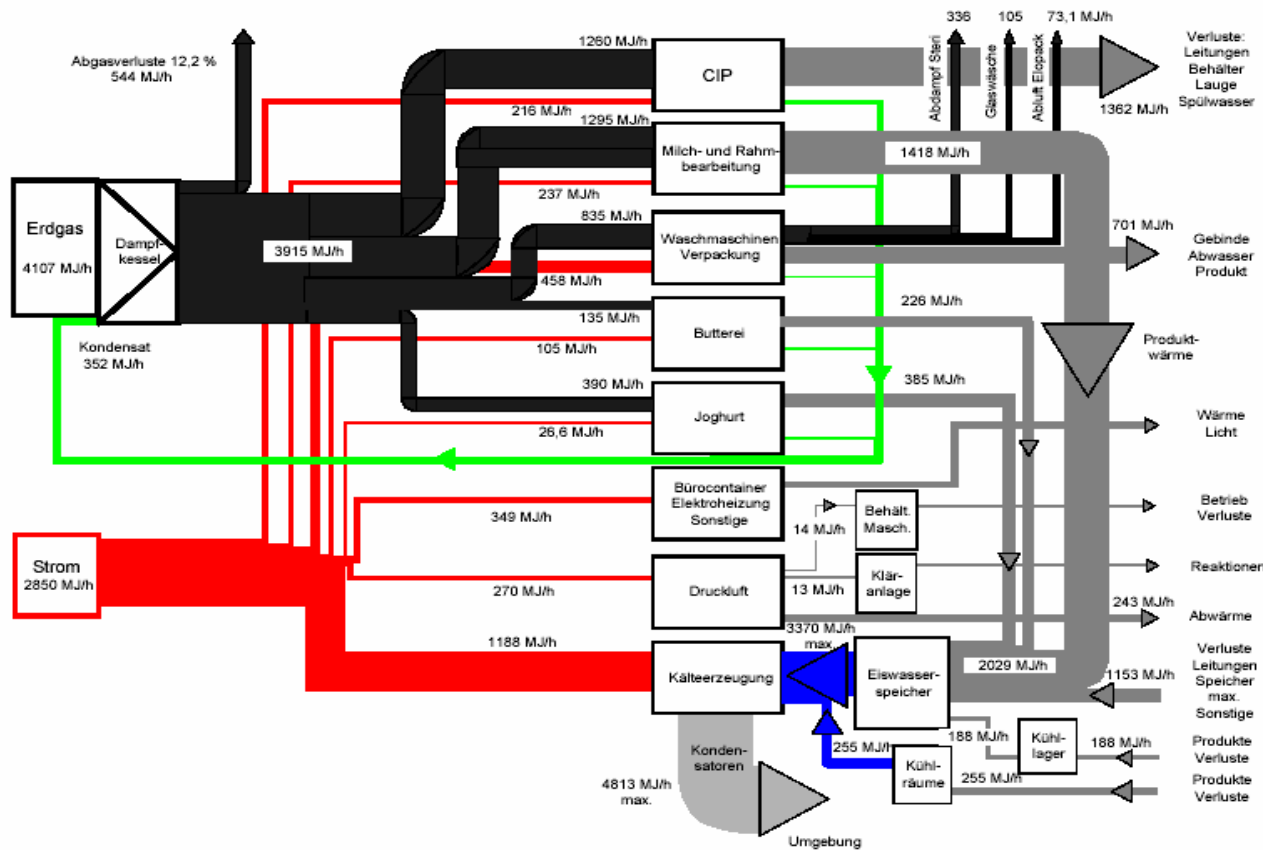 336
105
73,1 MJ/h
1260 MJ/h
Abgasverluste 12,2 %
544 MJ/h
CIP
Abdampf Steri
Glaswäsche
Abluft Elopack
Verluste:
Leitungen
Behälter
Lauge
Spülwasser
1362 MJ/h
216 MJ/h
1295 MJ/h
Milch- und Rahm-
bearbeitung
1418 MJ/h
237 MJ/h
Erdgas
4107 MJ/h
Dampf-
kessel
3915 MJ/h
835 MJ/h
Waschmaschinen
Verpackung
701 MJ/h
Gebinde
Abwasser
Produkt
458 MJ/h
226 MJ/h
135 MJ/h
Butterei
Kondensat
352 MJ/h
105 MJ/h
Produkt-
wärme
390 MJ/h
385 MJ/h
Joghurt
Wärme
Licht
26,6 MJ/h
Bürocontainer
Elektroheizung
Sonstige
349 MJ/h
14 MJ/h
Behält.
Masch.
Betrieb
Verluste
Strom
2850 MJ/h
270 MJ/h
Druckluft
13 MJ/h
Klär-
anlage
Reaktionen
243 MJ/h
Abwärme
1188 MJ/h
3370 MJ/h
max.
Kälteerzeugung
Eiswasser-
speicher
2029 MJ/h
1153 MJ/h
Verluste
Leitungen
Speicher
max.
Sonstige
188 MJ/h
Kühl-
lager
188 MJ/h
Produkte
Verluste
Konden-
satoren
255 MJ/h
Kühl-
räume
255 MJ/h
Produkte
Verluste
4813 MJ/h
max.
Umgebung